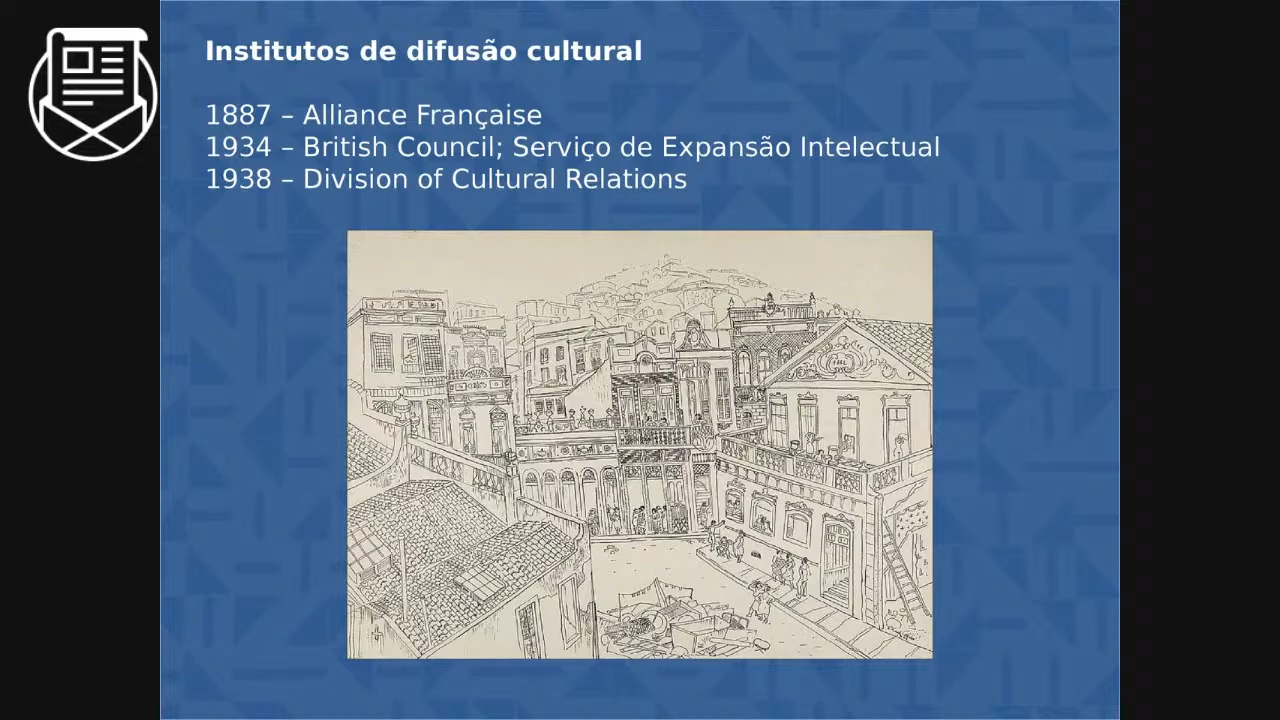 Institutos de difusão cultural
1887 – Alliance Française
1934 – British Council; Serviço de Expansão Intelectual
1938 – Division of Cultural Relations